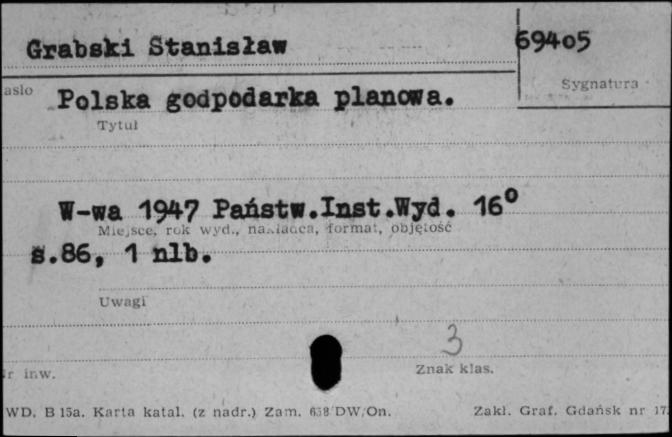 Grabski Stanisław 69405
asło Sygnatura
Polska godpodarka planowa.
Tytuł
W-wa 1947 Państw.Inst.Wyd. 16°
Miejsce, rok wyd., nakładca, format, objętość
s.86, 1 nlb.
Uwagi
3
r inw. Znak klas.
WD. B 15a. Karta katal. (z nadr.) Zam. 638/DW/On. Zakł. Graf. Gdańsk nr 17